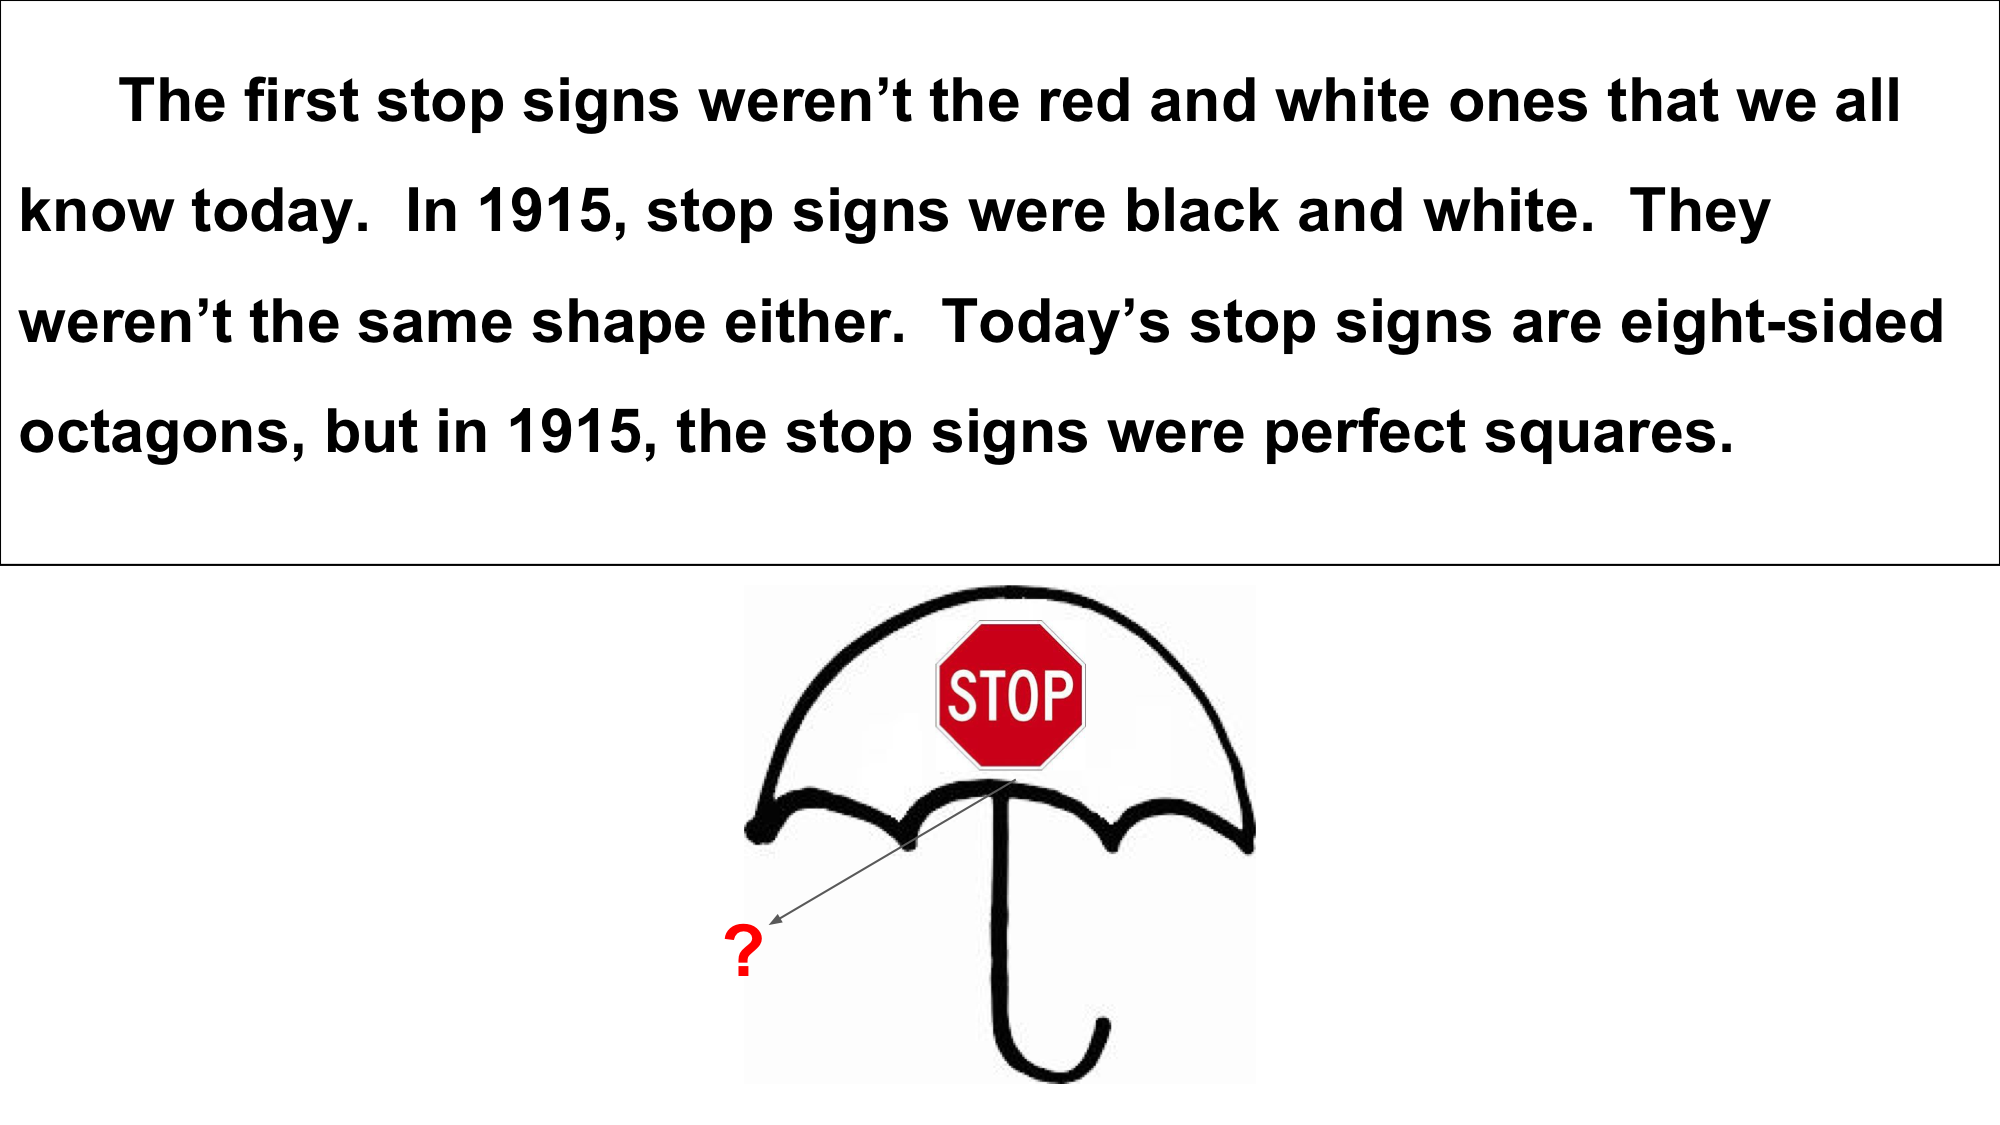 The first stop signs weren’t the red and white ones that we all
know today.  In 1915, stop signs were black and white.  They
weren’t the same shape either.  Today’s stop signs are eight-sided
octagons, but in 1915, the stop signs were perfect squares.
STOP
?